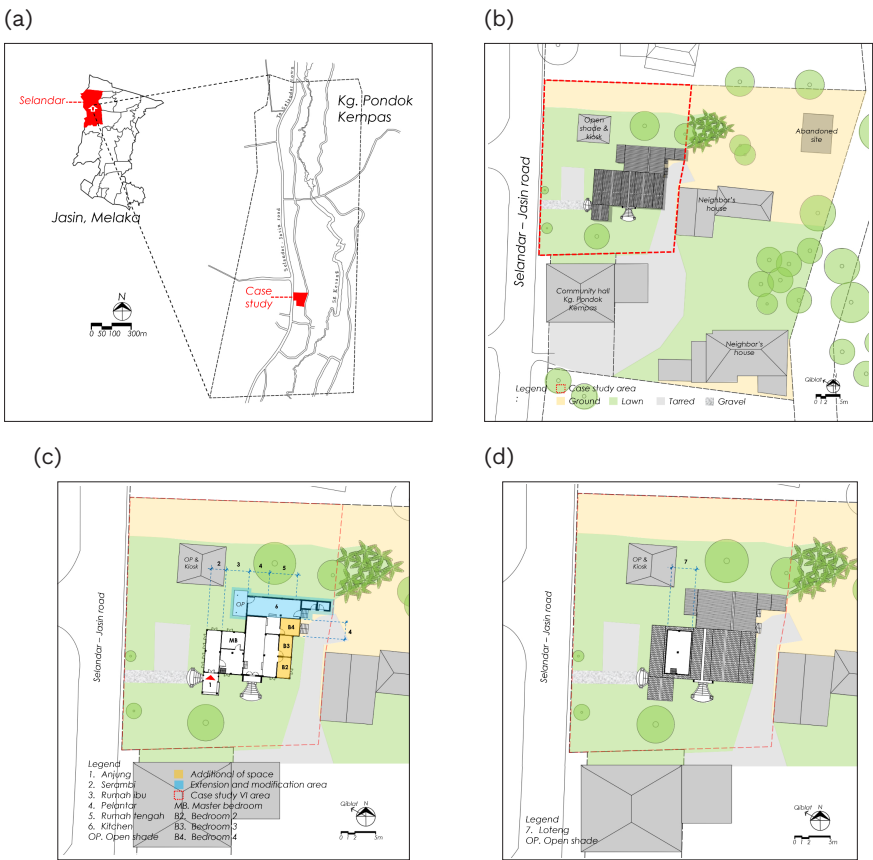 (a)
Selandar
Jasin, Melaka
N
0 50 100 300m
To Selandar town
Kg. Pondok
Kempas
Selandar Jasin road
Case
study
(b)
Selandar – Jasin road
Open
shade &
kiosk
Abandoned
site
Neighbor's
house
Community hall
Kg. Pondok
Kempas
Neighbor's
house
Qiblat
N
0 1 2 5m
Legend
:
Case study area
Ground
Lawn
Tarred
Gravel
(c)
Selandar – Jasin road
OP &
Kiosk
2 3 4 5
OP
6
4
B4
MB
B3
B2
1
Legend
1. Anjung
2. Serambi
3. Rumah ibu
4. Pelantar
5. Rumah tengah
6. Kitchen
OP. Open shade
Additional of space
Extension and modification area
Case study VI area
MB. Master bedroom
B2. Bedroom 2
B3. Bedroom 3
B4. Bedroom 4
Qiblat
N
0 1 2 5m
(d)
Selandar – Jasin road
OP &
Kiosk
7
Legend
7. Loteng
OP. Open shade
Qiblat
N
0 1 2 5m